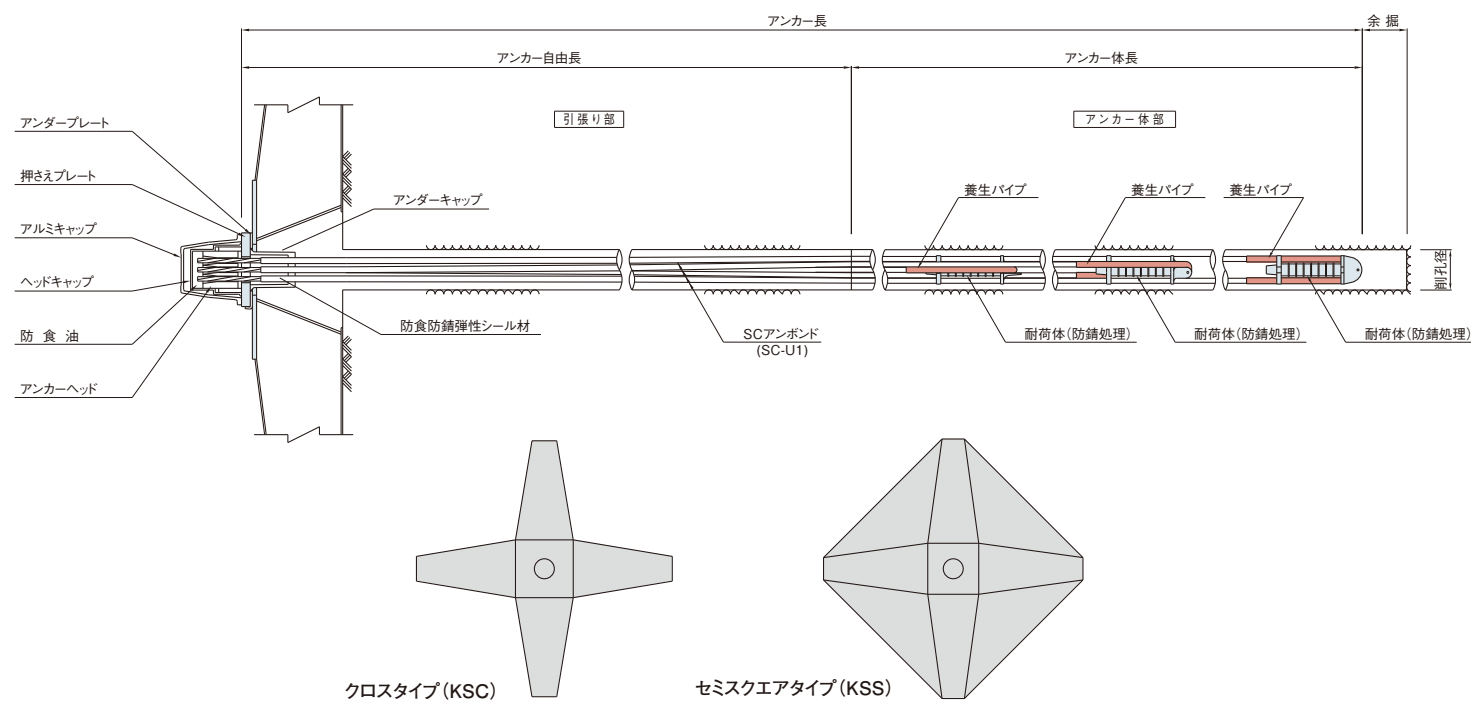 アンカー長
余 掘
アンカー自由長
アンカー体長
引張り部
アンカー体部
アンダープレート
押さえプレート
アルミキャップ
ヘッドキャップ
防 食 油
アンカーヘッド
アンダーキャップ
防食防錆弾性シール材
SCアンボンド
(SC-U1)
養生パイプ
養生パイプ
養生パイプ
耐荷体(防錆処理)
耐荷体(防錆処理)
耐荷体(防錆処理)
削孔径
クロスタイプ(KSC)
セミスクエアタイプ(KSS)